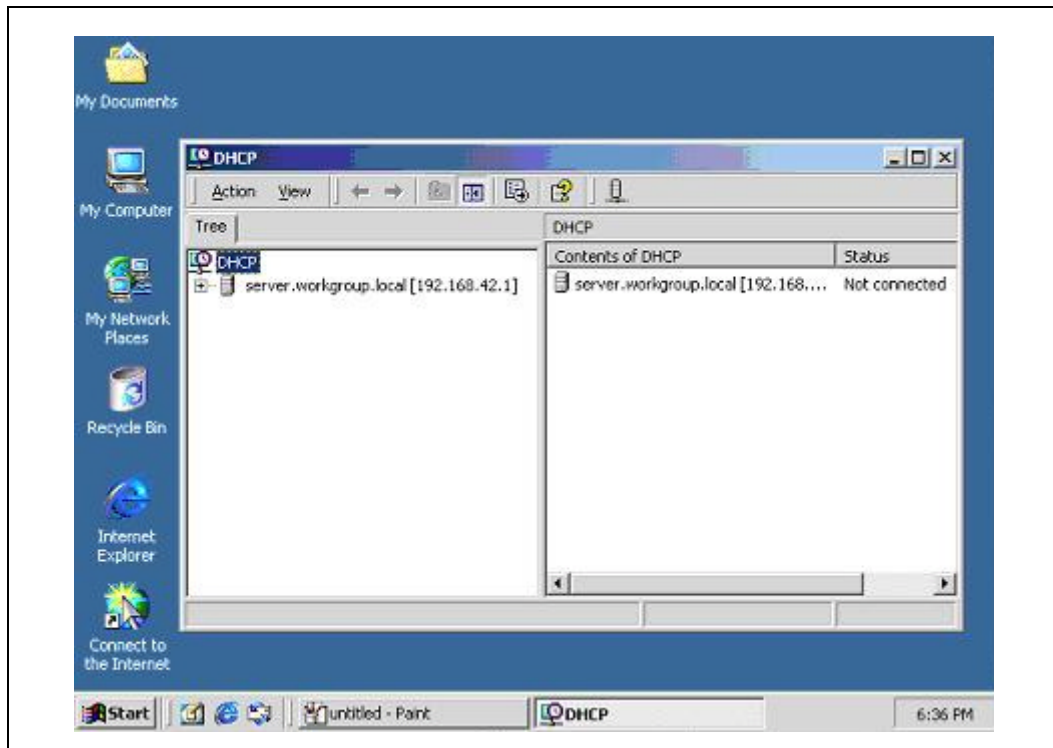 My Documents
My Computer
My Network
Places
Recycle Bin
Internet
Explorer
Connect to
the Internet
DHCP
Action View
Tree
DHCP
DHCP
server.workgroup.local [192.168.42.1]
Contents of DHCP Status
server.workgroup.local [192.168.... Not connected
Start untitled - Paint DHCP 6:36 PM